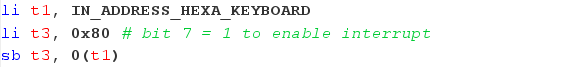 li t1, IN_ADDRESS_HEXA_KEYBOARD
li t3, 0x80 # bit 7 = 1 to enable interrupt
sb t3, 0(t1)